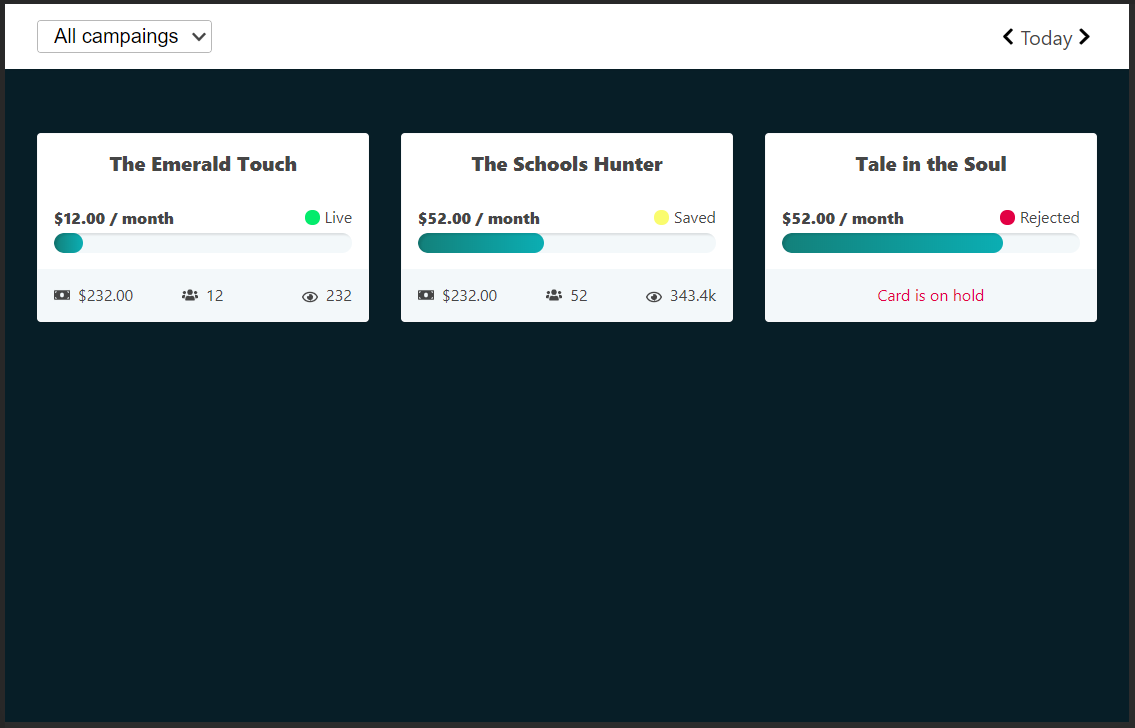 All campaings
Today
The Emerald Touch
$12.00 / month
Live
$232.00
12
232
The Schools Hunter
$52.00 / month
Saved
$232.00
52
343.4k
Tale in the Soul
$52.00 / month
Rejected
Card is on hold